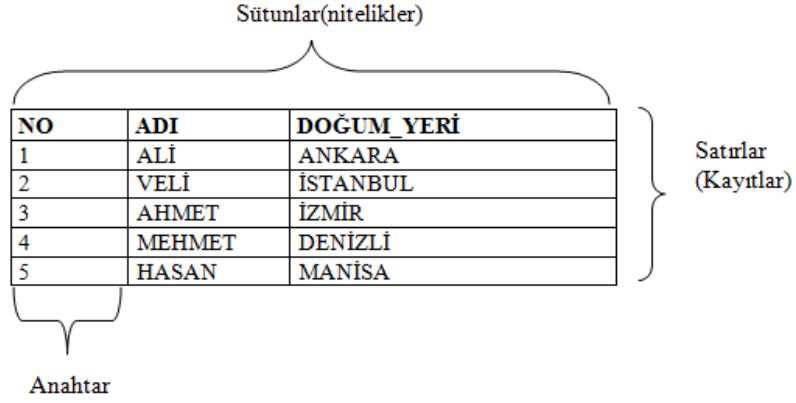 Sütunlar(nitelikler)
NO ADI DOĞUM_YERİ
1 ALİ ANKARA
2 VELİ İSTANBUL
3 AHMET İZMİR
4 MEHMET DENİZLİ
5 HASAN MANİSA
Satırlar
(Kayıtlar)
Anahtar